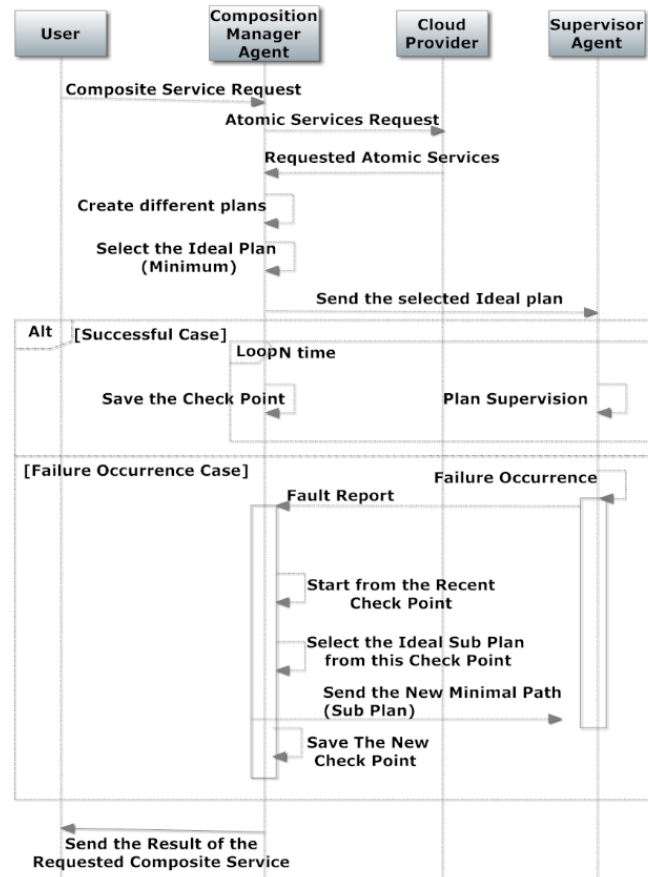 User
Composition
Manager
Agent
Cloud
Provider
Supervisor
Agent
Composite Service Request
Atomic Services Request
Requested Atomic Services
Create different plans
Select the Ideal Plan
(Minimum)
Send the selected Ideal plan
Alt
[Successful Case]
Loop
N time
Save the Check Point
Plan Supervision
[Failure Occurrence Case]
Failure Occurrence
Fault Report
Start from the Recent
Check Point
Select the Ideal Sub Plan
from this Check Point
Send the New Minimal Path
(Sub Plan)
Save The New
Check Point
Send the Result of the
Requested Composite Service